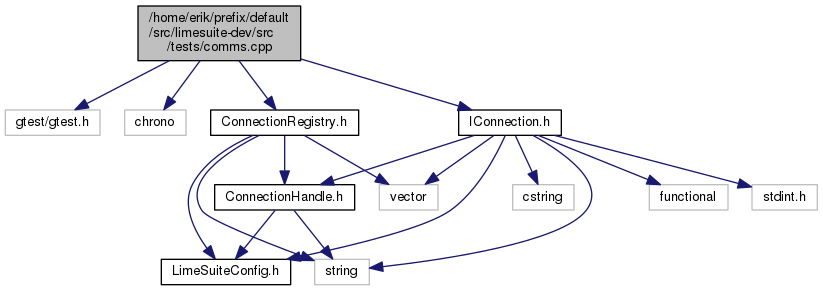 /home/erik/prefix/default
/src/limesuite-dev/src
/tests/comms.cpp
gtest/gtest.h
chrono
ConnectionRegistry.h
IConnection.h
ConnectionHandle.h
vector
cstring
functional
stdint.h
LimeSuiteConfig.h
string